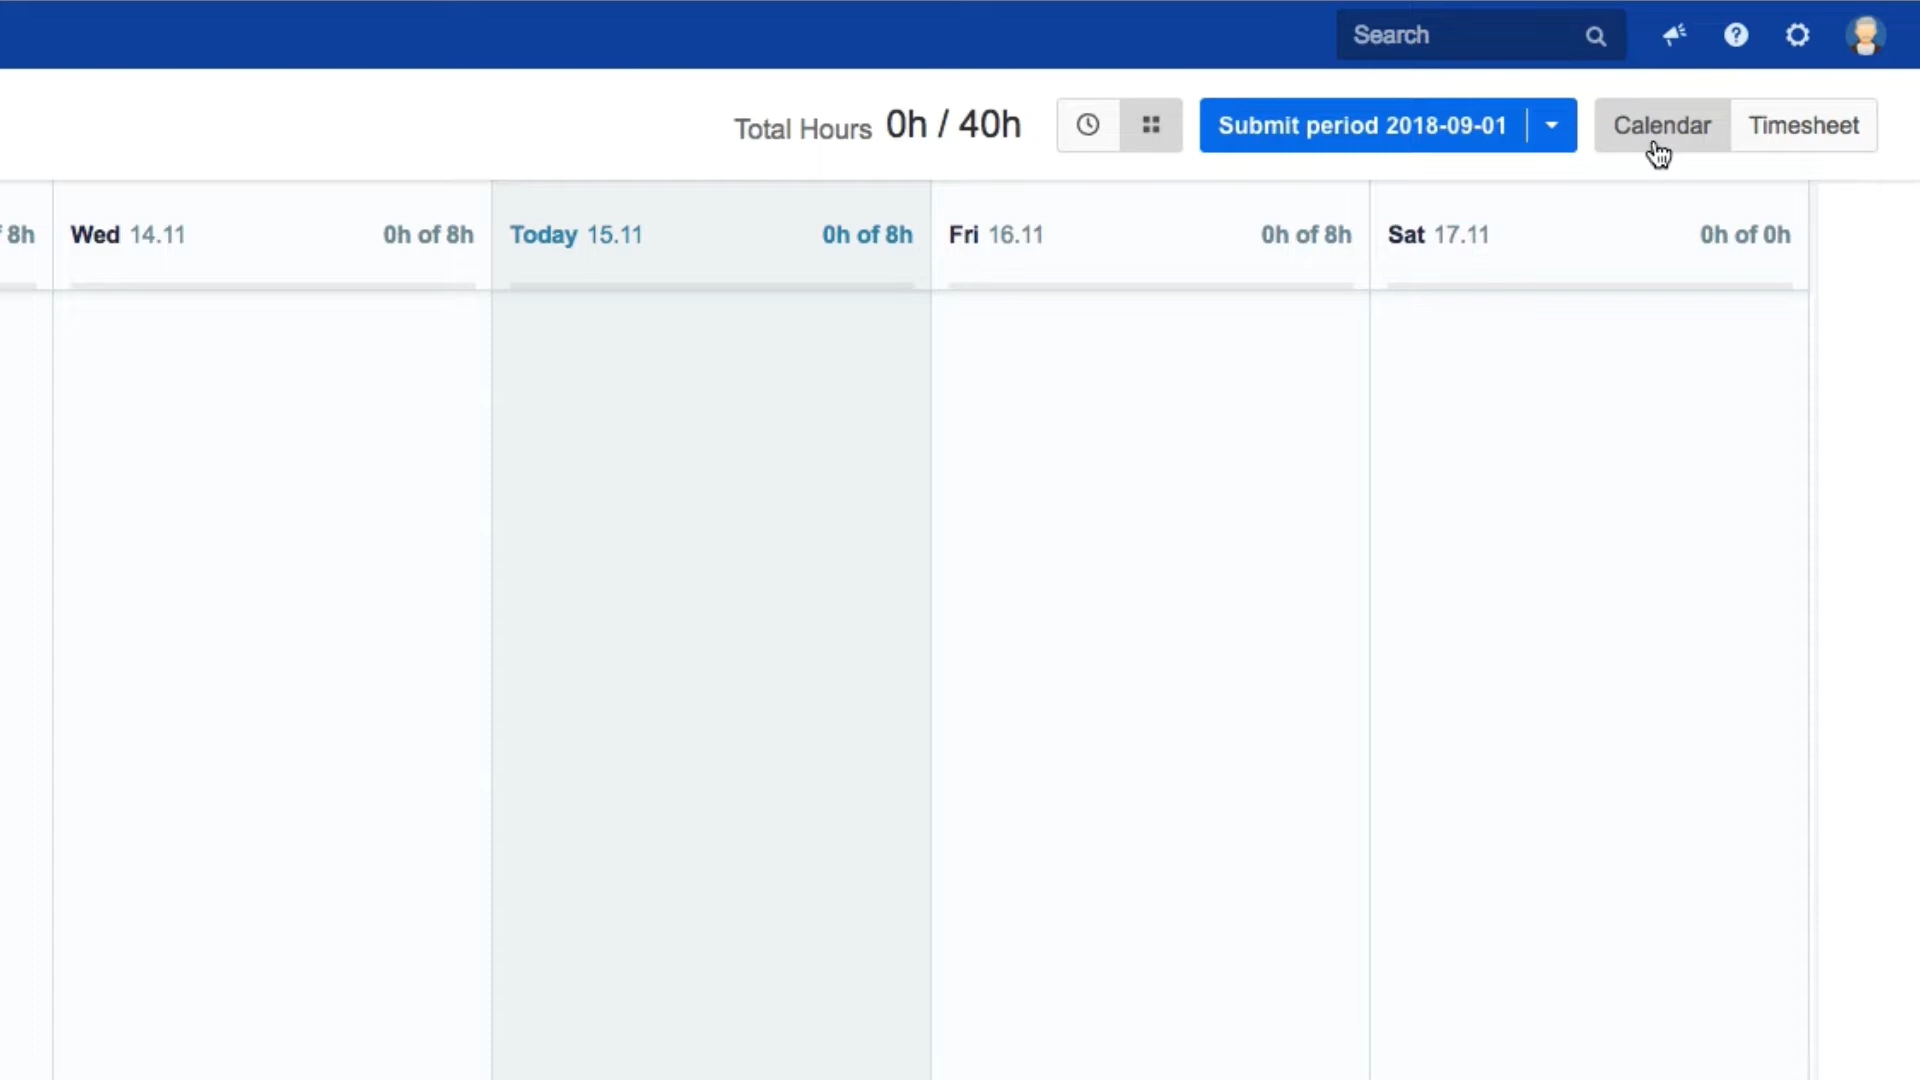 Search
Total Hours 0h / 40h
Submit period 2018-09-01
Calendar
Timesheet
8h
Wed 14.11 0h of 8h
Today 15.11 0h of 8h
Fri 16.11 0h of 8h
Sat 17.11 0h of 0h